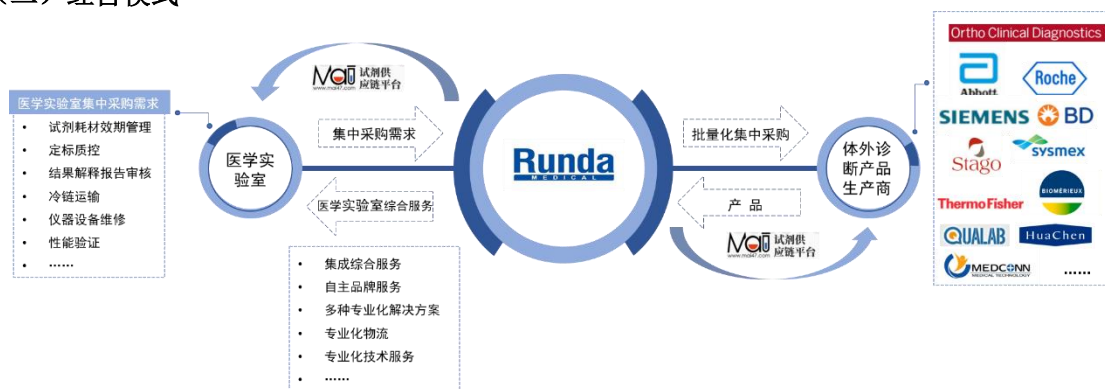 （二）经营模式
医学实验室集中采购需求
• 试剂耗材效期管理
• 定标质控
• 结果解释报告审核
• 冷链运输
• 仪器设备维修
• 性能验证
• ……
医学实
验室
Mai 试剂供
www.mai47.com 应链平台
集中采购需求
医学实验室综合服务
• 集成综合服务
• 自主品牌服务
• 多种专业化解决方案
• 专业化物流
• 专业化技术服务
• ……
Runda
MEDICAL
批量化集中采购
产品
Mai 试剂供
www.mai47.com 应链平台
体外诊
断产品
生产商
Ortho Clinical Diagnostics
Abbott
Roche
SIEMENS
BD
Stago
sysmex
BIOMÉRIEUX
ThermoFisher
QUALAB
HuaChen
MEDCONN
MEDICAL TECHNOLOGY
……